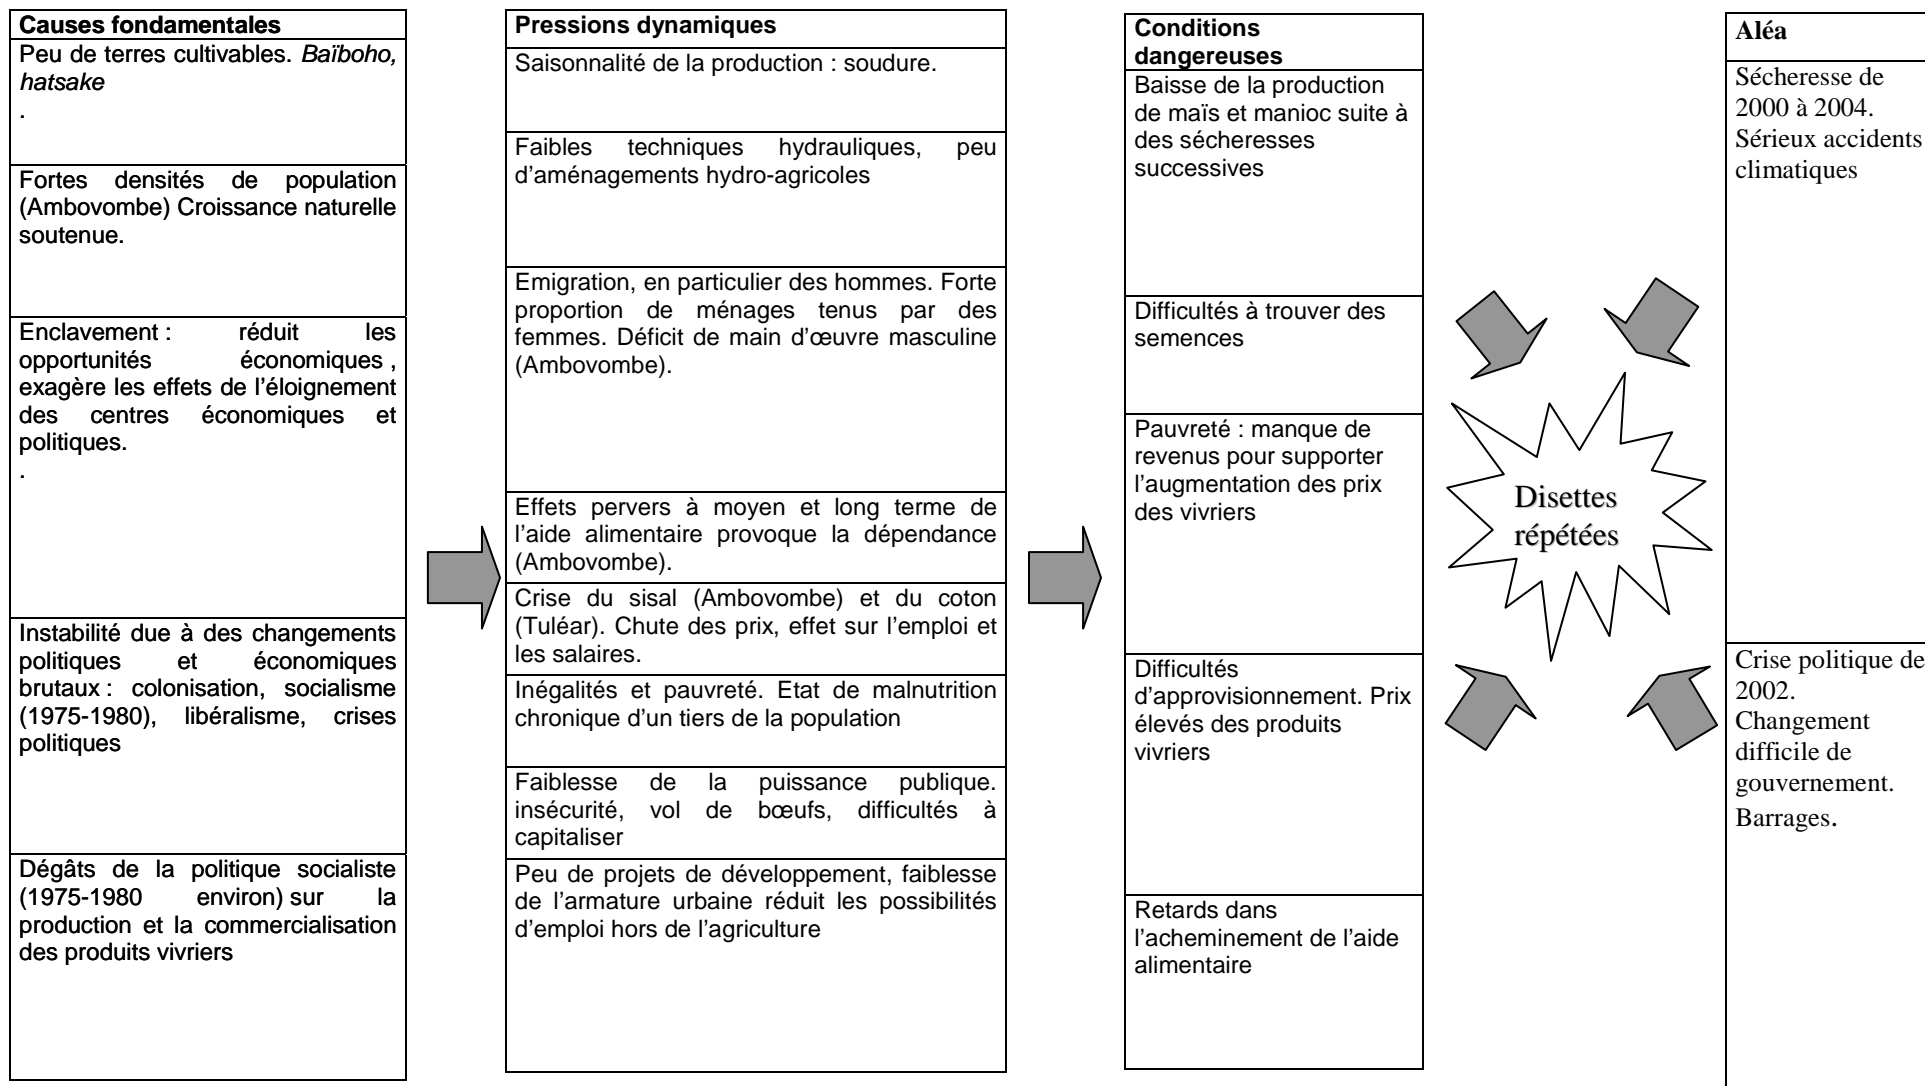 Causes fondamentales
Peu de terres cultivables. Baïboho,
hatsake
.
Fortes densités de population
(Ambovombe) Croissance naturelle
soutenue.
Enclavement : réduit les
opportunités économiques ,
exagère les effets de l’éloignement
des centres économiques et
politiques.
.
Instabilité due à des changements
politiques et économiques
brutaux : colonisation, socialisme
(1975-1980), libéralisme, crises
politiques
Dégâts de la politique socialiste
(1975-1980 environ) sur la
production et la commercialisation
des produits vivriers
Pressions dynamiques
Saisonnalité de la production : soudure.
Faibles techniques hydrauliques, peu
d’aménagements hydro-agricoles
Emigration, en particulier des hommes. Forte
proportion de ménages tenus par des
femmes. Déficit de main d’œuvre masculine
(Ambovombe).
Effets pervers à moyen et long terme de
l’aide alimentaire provoque la dépendance
(Ambovombe).
Crise du sisal (Ambovombe) et du coton
(Tuléar). Chute des prix, effet sur l’emploi et
les salaires.
Inégalités et pauvreté. Etat de malnutrition
chronique d’un tiers de la population
Faiblesse de la puissance publique.
insécurité, vol de bœufs, difficultés à
capitaliser
Peu de projets de développement, faiblesse
de l’armature urbaine réduit les possibilités
d’emploi hors de l’agriculture
Conditions
dangereuses
Baisse de la production
de maïs et manioc suite à
des sécheresses
successives
Difficultés à trouver des
semences
Pauvreté : manque de
revenus pour supporter
l’augmentation des prix
des vivriers
Difficultés
d’approvisionnement. Prix
élevés des produits
vivriers
Retards dans
l’acheminement de l’aide
alimentaire
Disettes
répétées
Aléa
Sécheresse de
2000 à 2004.
Sérieux accidents
climatiques
Crise politique de
2002.
Changement
difficile de
gouvernement.
Barrages.